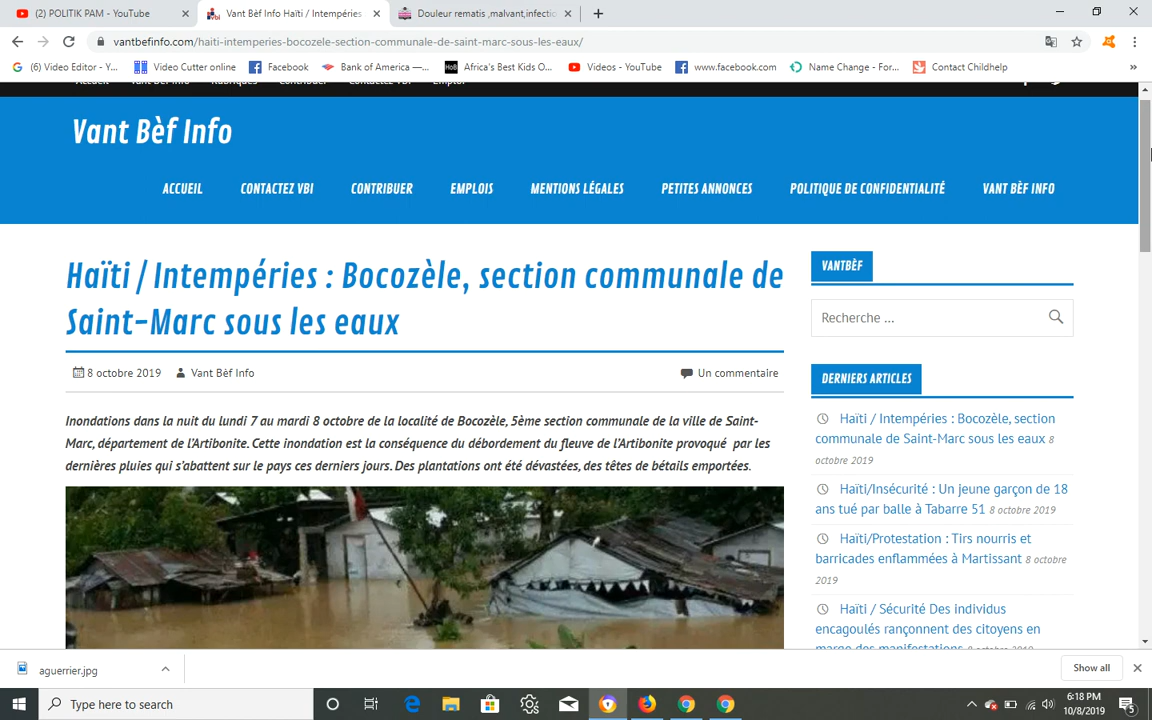 (2) POLITIK PAM - YouTube
Vant Bèf Info Haïti / Intempéries
Douleur rematis ,malvant,infectio
vantbefinfo.com/haiti-intemperies-bocozele-section-communale-de-saint-marc-sous-les-eaux/
(6) Video Editor - Y...
Video Cutter online
Facebook
Bank of America —...
Africa's Best Kids O...
Videos - YouTube
www.facebook.com
Name Change - For...
Contact Childhelp
Vant Bèf Info
ACCUEIL CONTACTEZ VBI CONTRIBUER EMPLOIS MENTIONS LÉGALES PETITES ANNONCES POLITIQUE DE CONFIDENTIALITÉ VANT BÈF INFO
Haïti / Intempéries : Bocozèle, section communale de
Saint-Marc sous les eaux
8 octobre 2019 Vant Bèf Info Un commentaire
Inondations dans la nuit du lundi 7 au mardi 8 octobre de la localité de Bocozèle, 5ème section communale de la ville de Saint-
Marc, département de l'Artibonite. Cette inondation est la conséquence du débordement du fleuve de l'Artibonite provoqué par les
dernières pluies qui s'abattent sur le pays ces derniers jours. Des plantations ont été dévastées, des têtes de bétails emportées.
VANTBÈF
Recherche ...
DERNIERS ARTICLES
Haïti / Intempéries : Bocozèle, section
communale de Saint-Marc sous les eaux 8
octobre 2019
Haïti/Insécurité : Un jeune garçon de 18
ans tué par balle à Tabarre 51 8 octobre 2019
Haïti/Protestation : Tirs nourris et
barricades enflammées à Martissant 8 octobre
2019
Haïti / Sécurité Des individus
encagoulés rançonnent des citoyens en
marge des manifestations 8 octobre 2019
aguerrier.jpg
Show all
Type here to search
6:18 PM
10/8/2019
5